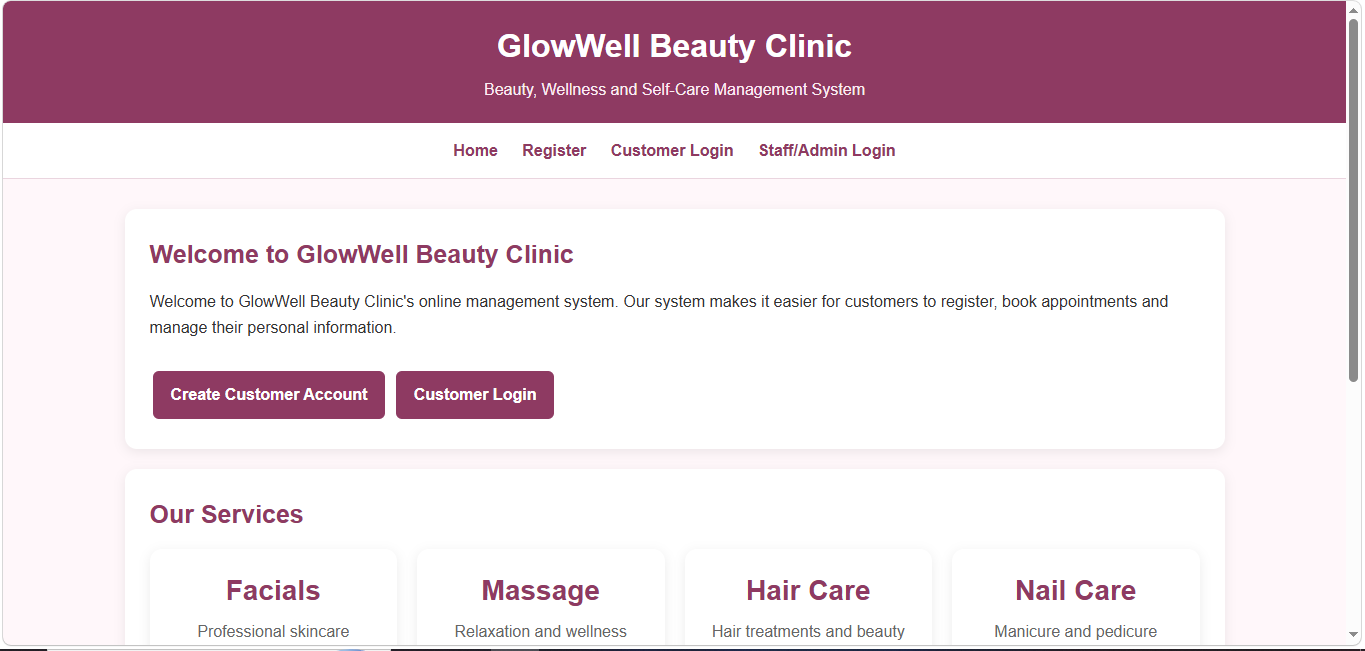 GlowWell Beauty Clinic
Beauty, Wellness and Self-Care Management System
Home Register Customer Login Staff/Admin Login
Welcome to GlowWell Beauty Clinic
Welcome to GlowWell Beauty Clinic's online management system. Our system makes it easier for customers to register, book appointments and
manage their personal information.
Create Customer Account Customer Login
Our Services
Facials Massage Hair Care Nail Care
Professional skincare Relaxation and wellness Hair treatments and beauty Manicure and pedicure